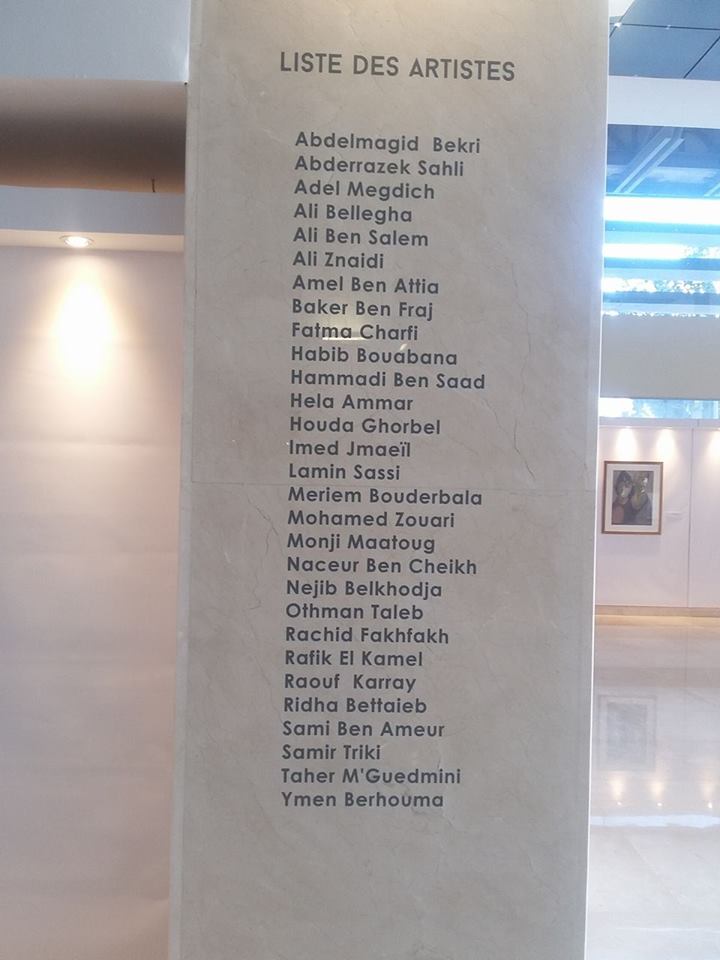 LISTE DES ARTISTES
Abdelmagid Bekri
Abderrazek Sahli
Adel Megdich
Ali Bellegha
Ali Ben Salem
Ali Znaidi
Amel Ben Attia
Baker Ben Fraj
Fatma Charfi
Habib Bouabana
Hammadi Ben Saad
Hela Ammar
Houda Ghorbel
Imed Jmaeïl
Lamin Sassi
Meriem Bouderbala
Mohamed Zouari
Monji Maatoug
Naceur Ben Cheikh
Nejib Belkhodja
Othman Taleb
Rachid Fakhfakh
Rafik El Kamel
Raouf Karray
Ridha Bettaieb
Sami Ben Ameur
Samir Triki
Taher M'Guedmini
Ymen Berhouma